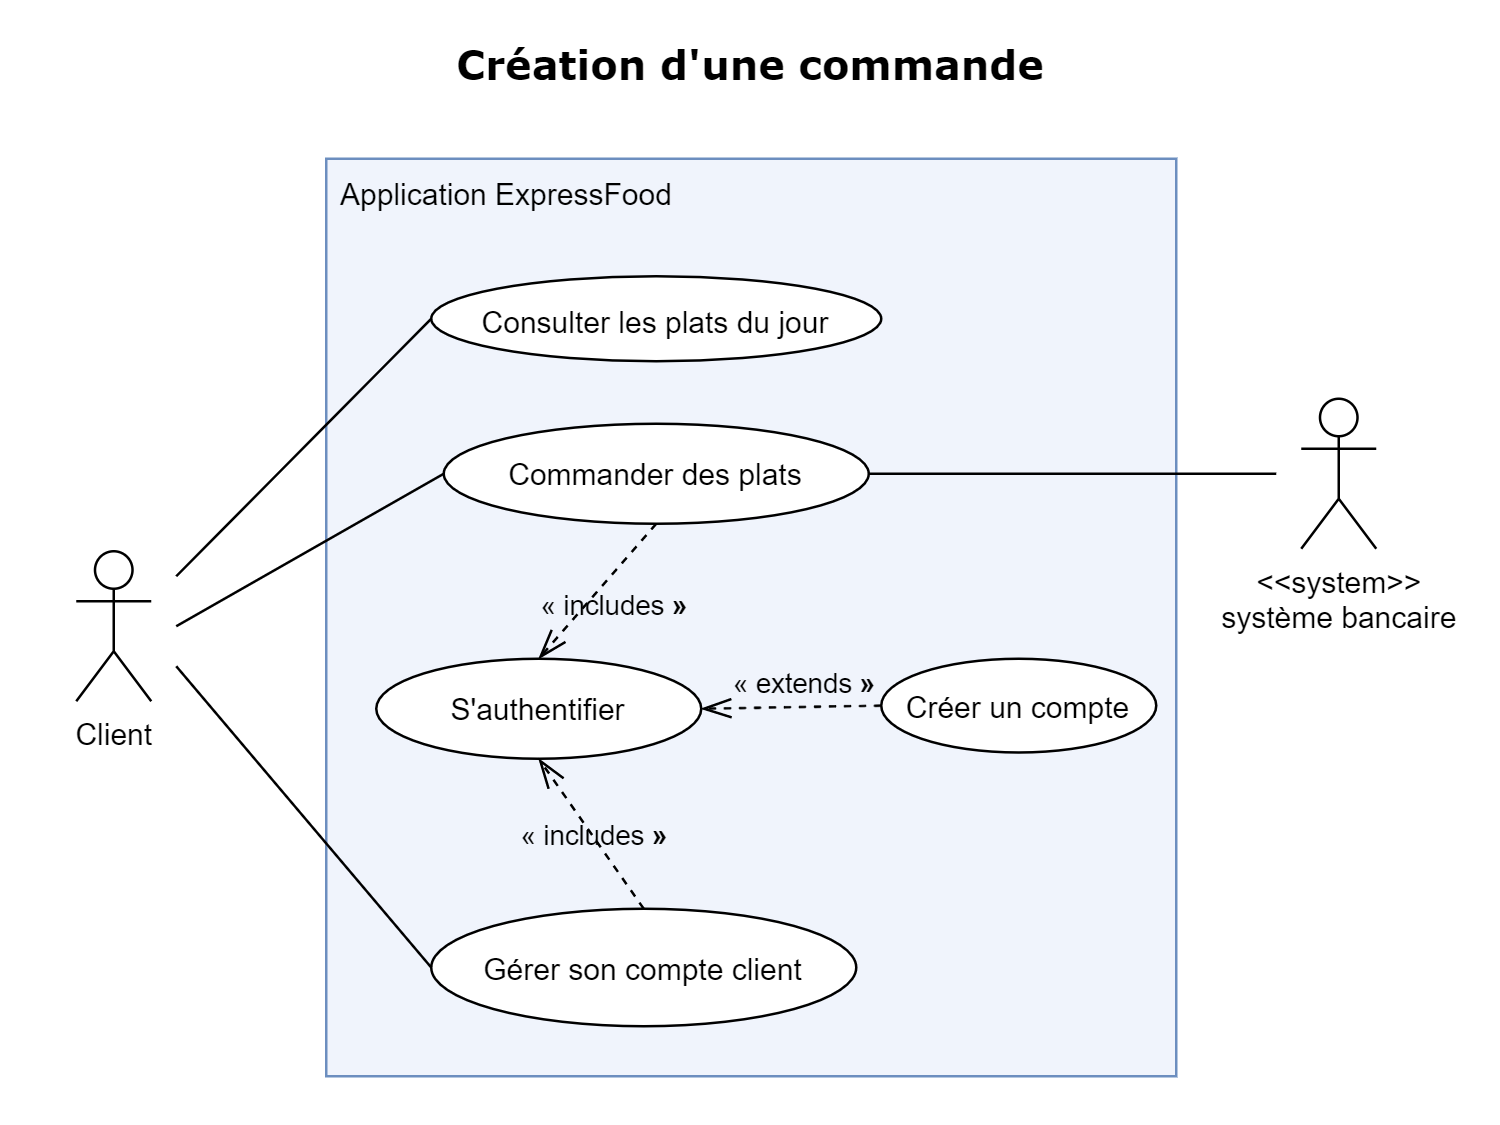 Création d'une commande
Application ExpressFood
Consulter les plats du jour
Commander des plats
« includes »
<<system>>
système bancaire
S'authentifier
« extends »
Créer un compte
Client
« includes »
Gérer son compte client